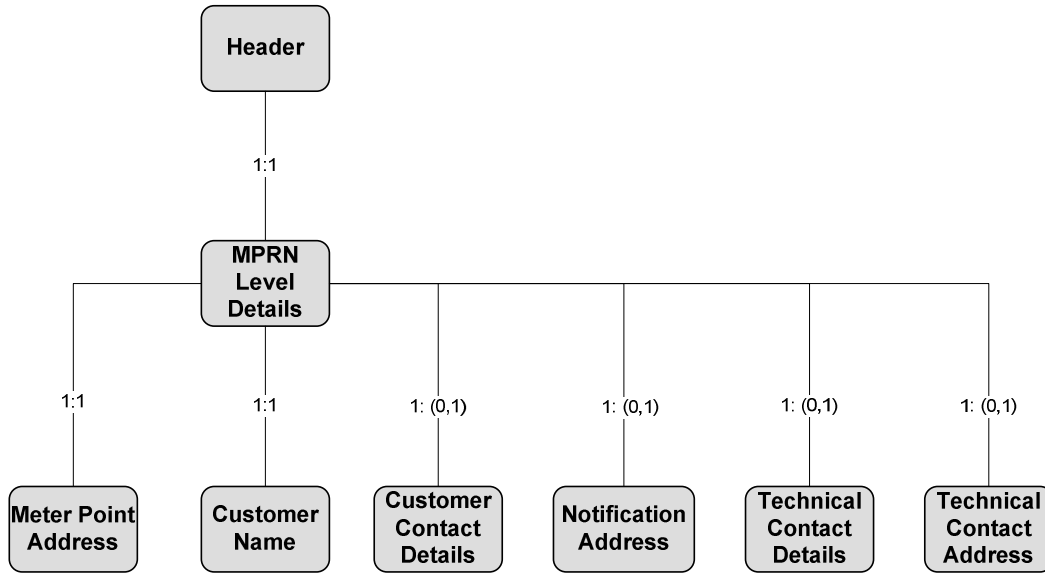 Header
1:1
MPRN
Level
Details
1:1
1:1
1: (0,1)
1: (0,1)
1: (0,1)
1: (0,1)
Meter Point
Address
Customer
Name
Customer
Contact
Details
Notification
Address
Technical
Contact
Details
Technical
Contact
Address